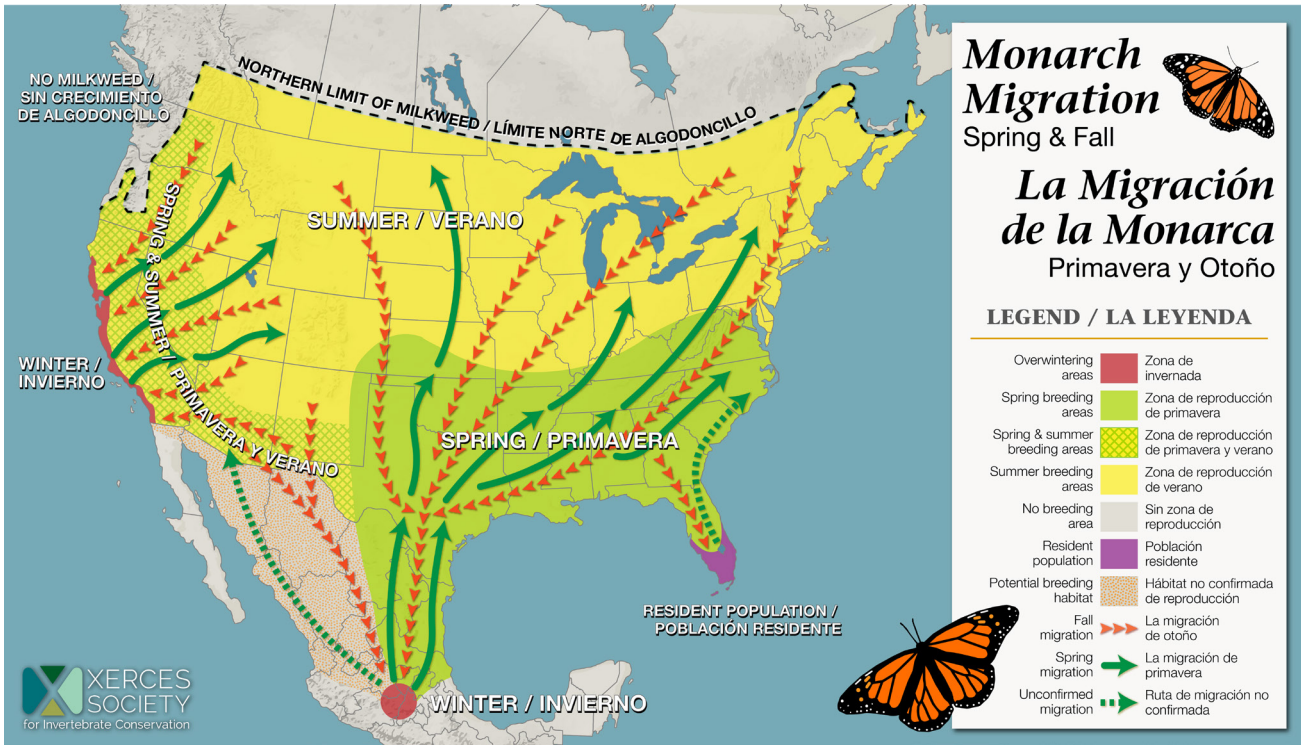 NO MILKWEED /
SIN CRECIMIENTO
DE ALGODONCILLO
NORTHERN LIMIT OF MILKWEED / LÍMITE NORTE DE ALGODONCILLO
SUMMER / VERANO
SPRING & SUMMER / PRIMAVERA Y VERANO
WINTER /
INVIERNO
SPRING / PRIMAVERA
RESIDENT POPULATION /
POBLACIÓN RESIDENTE
WINTER / INVIERNO
XERCES
SOCIETY
for Invertebrate Conservation
Monarch
Migration
Spring & Fall
La Migración
de la Monarca
Primavera y Otoño
LEGEND / LA LEYENDA
Overwintering
areas
Zona de
invernada
Spring breeding
areas
Zona de reproducción
de primavera
Spring & summer
breeding areas
Zona de reproducción
de primavera y verano
Summer breeding
areas
Zona de reproducción
de verano
No breeding
area
Sin zona de
reproducción
Resident
population
Población
residente
Potential breeding
habitat
Hábitat no confirmada
de reproducción
Fall
migration
La migración
de otoño
Spring
migration
La migración de
primavera
Unconfirmed
migration
Ruta de migración no
confirmada